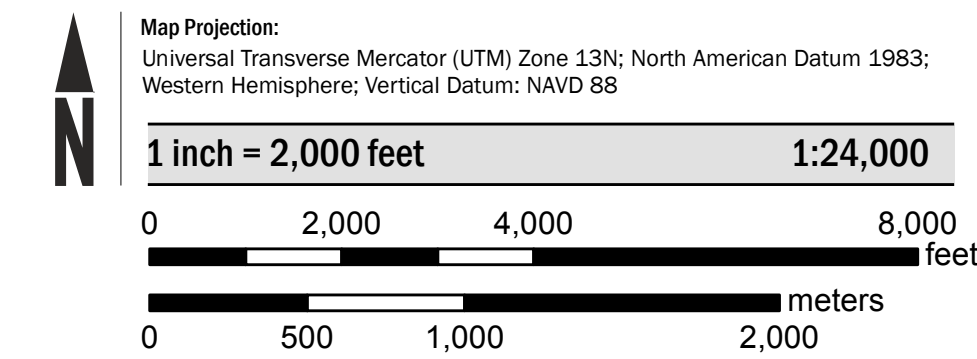 Map Projection:
Universal Transverse Mercator (UTM) Zone 13N; North American Datum 1983;
Western Hemisphere; Vertical Datum: NAVD 88
N
1 inch = 2,000 feet 1:24,000
0 2,000 4,000 8,000
feet
meters
0 500 1,000 2,000